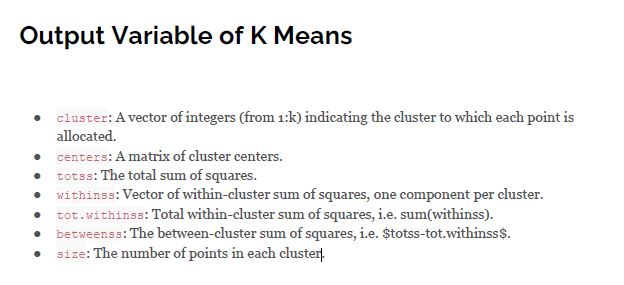 Output Variable of K Means
● cluster: A vector of integers (from 1:k) indicating the cluster to which each point is
allocated.
● centers: A matrix of cluster centers.
● totss: The total sum of squares.
● withinss: Vector of within-cluster sum of squares, one component per cluster.
● tot.withinss: Total within-cluster sum of squares, i.e. sum(withinss).
● betweenss: The between-cluster sum of squares, i.e. $totss-tot.withinss$.
● size: The number of points in each cluster.